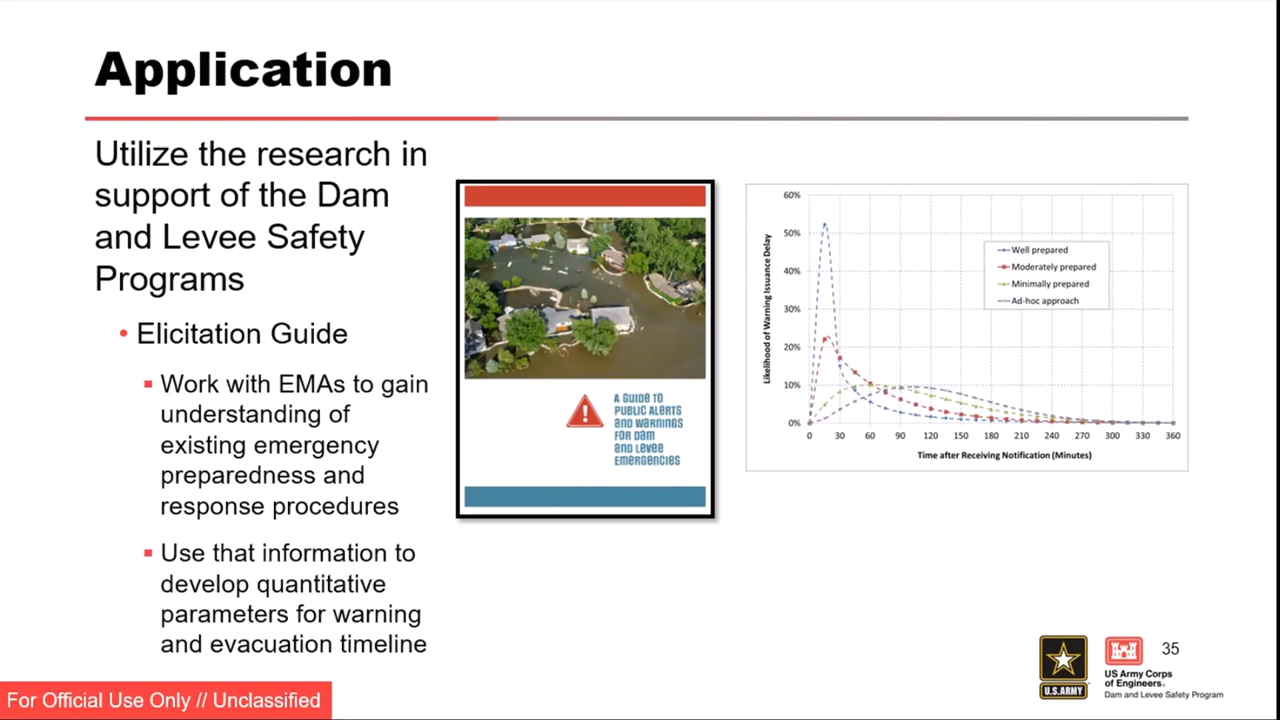 Application
Utilize the research in
support of the Dam
and Levee Safety
Programs
• Elicitation Guide
▪ Work with EMAs to gain
understanding of
existing emergency
preparedness and
response procedures
▪ Use that information to
develop quantitative
parameters for warning
and evacuation timeline
A GUIDE TO
PUBLIC ALERTS
AND WARNINGS
FOR DAM
AND LEVEE
EMERGENCIES
60%
50%
40%
30%
20%
10%
0%
Likelihood of Warning Issuance Delay
Well prepared
Moderately prepared
Minimally prepared
Ad-hoc approach
0 30 60 90 120 150 180 210 240 270 300 330 360
Time after Receiving Notification (Minutes)
U.S.ARMY
US Army Corps
of Engineers®
Dam and Levee Safety Program
35
For Official Use Only // Unclassified